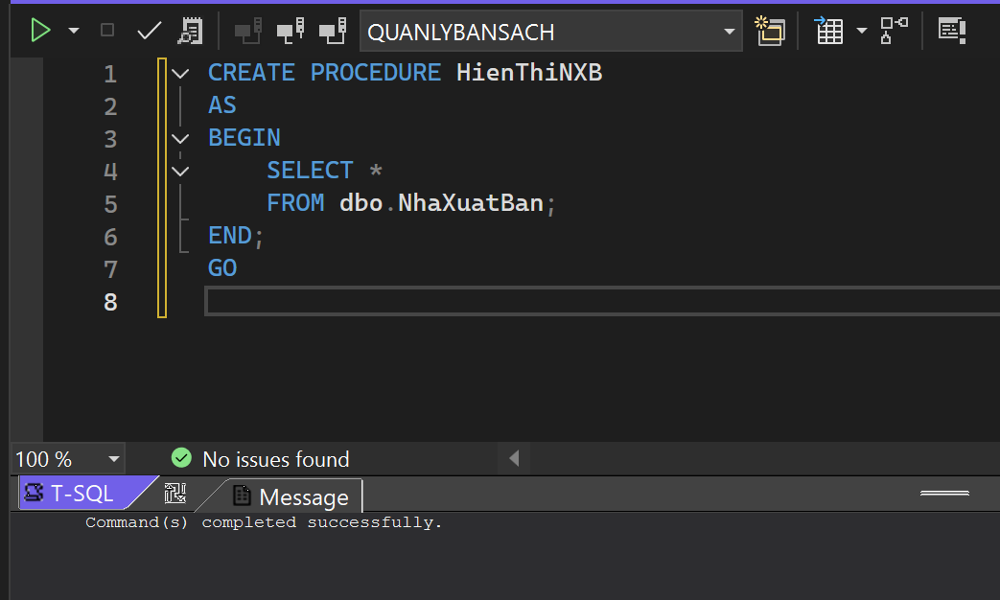 QUANLYBANSACH
1 CREATE PROCEDURE HienThiNXB
2 AS
3 BEGIN
4 SELECT *
5 FROM dbo.NhaXuatBan;
6 END;
7 GO
8
100 % No issues found
T-SQL Message
Command(s) completed successfully.